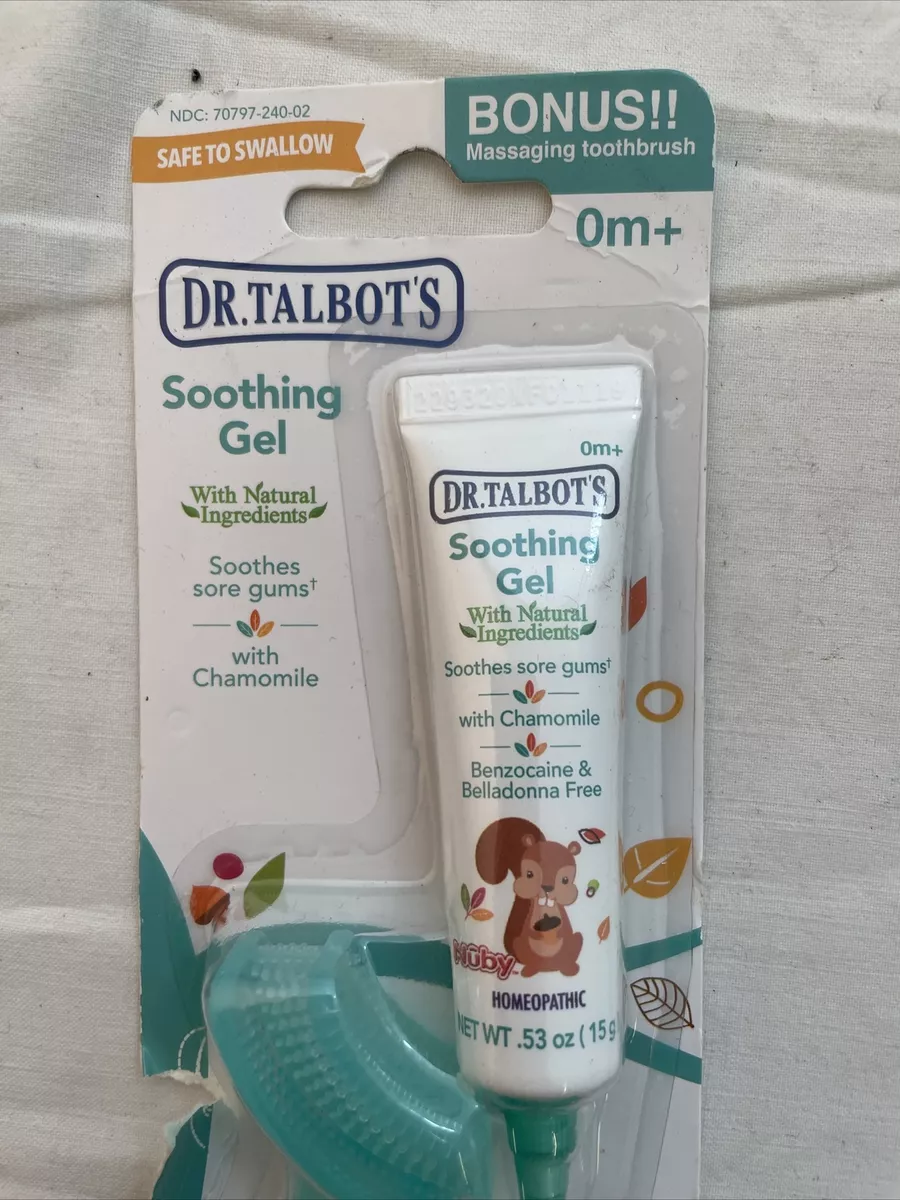 NDC: 70797-240-02
SAFE TO SWALLOW
BONUS!!
Massaging toothbrush
0m+
DR.TALBOT'S
Soothing
Gel
With Natural
Ingredients
Soothes
sore gums†
with
Chamomile
0m+
DR.TALBOT'S
Soothing
Gel
With Natural
Ingredients
Soothes sore gums†
with Chamomile
Benzocaine &
Belladonna Free
Nûby™
HOMEOPATHIC
NET WT .53 oz (15 g